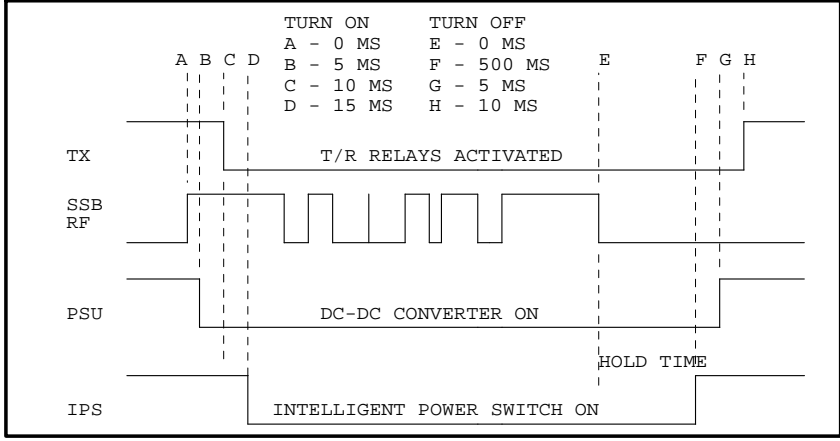 TURN ON TURN OFF
A - 0 MS E - 0 MS
B - 5 MS F - 500 MS
C - 10 MS G - 5 MS
D - 15 MS H - 10 MS
A B C D E F G H
TX T/R RELAYS ACTIVATED
SSB
RF
PSU DC-DC CONVERTER ON
HOLD TIME
IPS INTELLIGENT POWER SWITCH ON